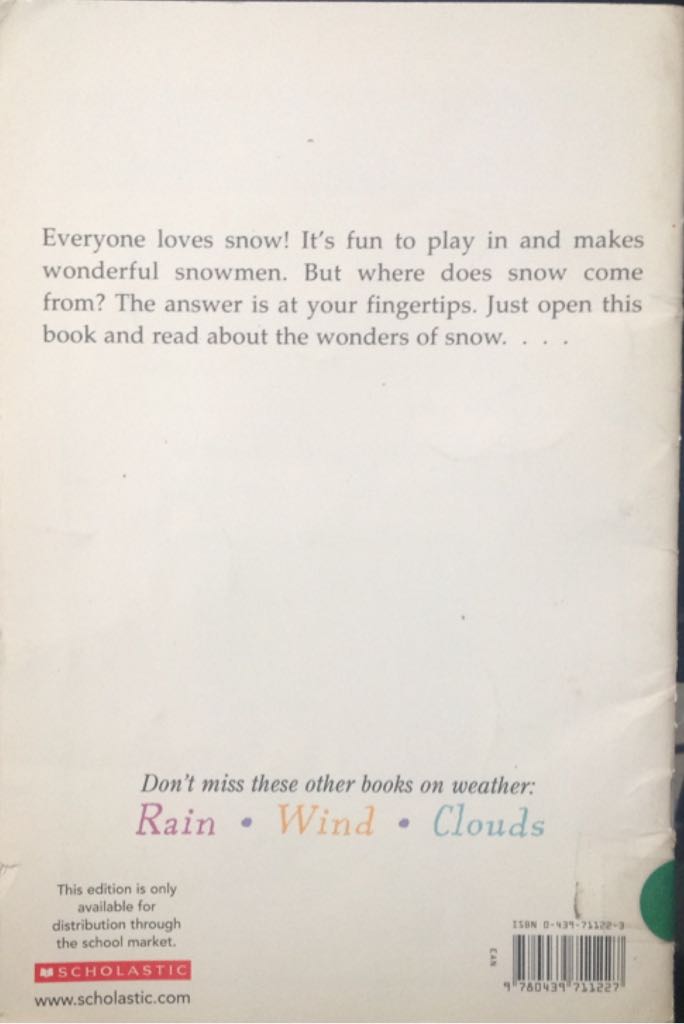 Everyone loves snow! It's fun to play in and makes
wonderful snowmen. But where does snow come
from? The answer is at your fingertips. Just open this
book and read about the wonders of snow. . . .
Don't miss these other books on weather:
Rain • Wind • Clouds
This edition is only
available for
distribution through
the school market.
SCHOLASTIC
www.scholastic.com
ISBN 0-439-71122-3
EAN
9 780439 711227